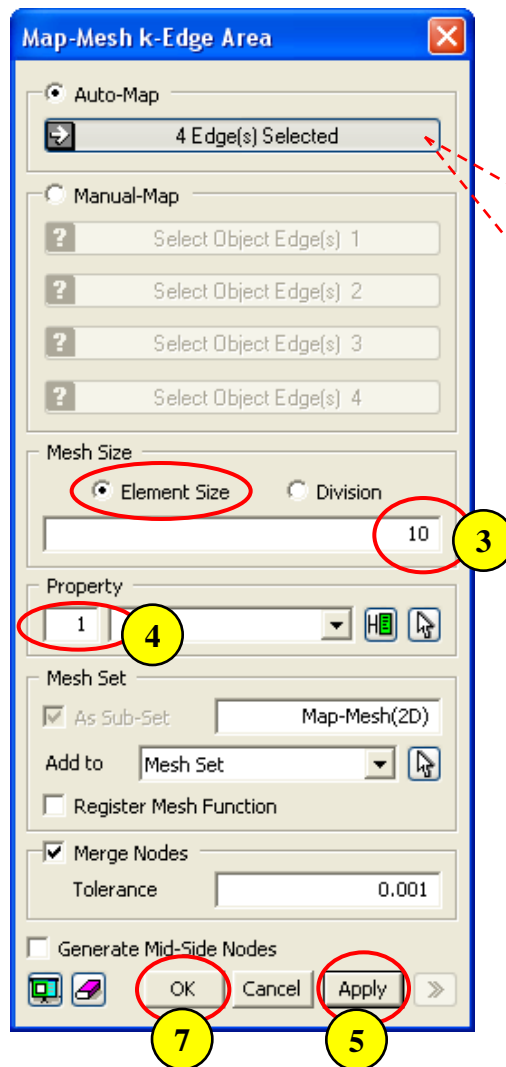 Map-Mesh k-Edge Area
Auto-Map
4 Edge(s) Selected
Manual-Map
? Select Object Edge(s) 1
? Select Object Edge(s) 2
? Select Object Edge(s) 3
? Select Object Edge(s) 4
Mesh Size
Element Size Division
10 3
Property
1 4
Mesh Set
As Sub-Set Map-Mesh(2D)
Add to Mesh Set
Register Mesh Function
Merge Nodes
Tolerance 0.001
Generate Mid-Side Nodes
OK Cancel Apply
7 5